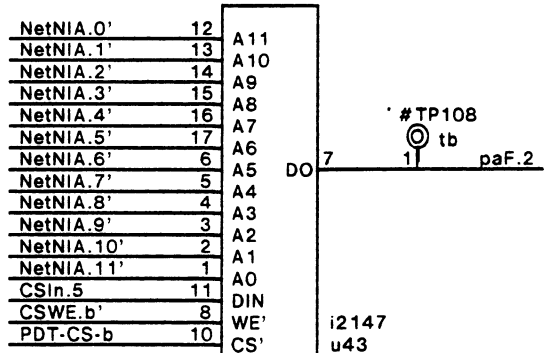 NetNIA.0' 12 A11
NetNIA.1' 13 A10
NetNIA.2' 14 A9
NetNIA.3' 15 A8
NetNIA.4' 16 A7
NetNIA.5' 17 A6
NetNIA.6' 6 A5
NetNIA.7' 5 A4
NetNIA.8' 4 A3
NetNIA.9' 3 A2
NetNIA.10' 2 A1
NetNIA.11' 1 A0
CSIn.5 11 DIN
CSWE.b' 8 WE'
PDT-CS-b 10 CS'
DO 7 1 paF.2
#TP108
tb
i2147
u43